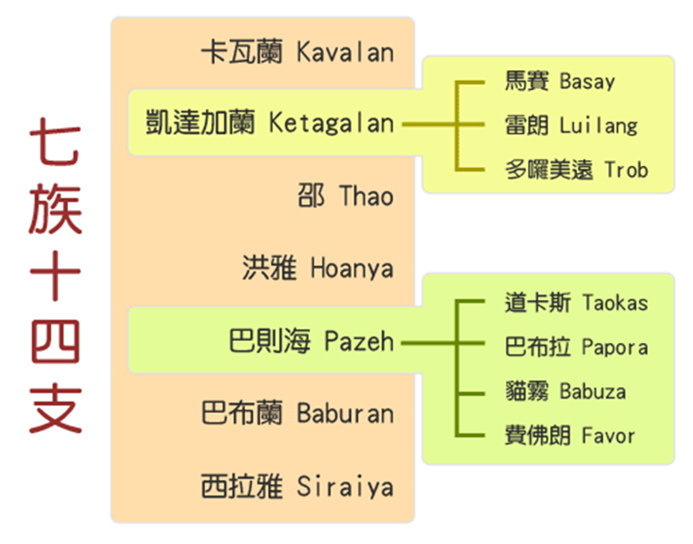 七族十四支
卡瓦蘭 Kavalan
凱達加蘭 Ketagalan
馬賽 Basay
雷朗 Luilang
多囉美遠 Trob
邵 Thao
洪雅 Hoanya
巴則海 Pazeh
道卡斯 Taokas
巴布拉 Papora
貓霧 Babuza
費佛朗 Favor
巴布蘭 Baburan
西拉雅 Siraiya